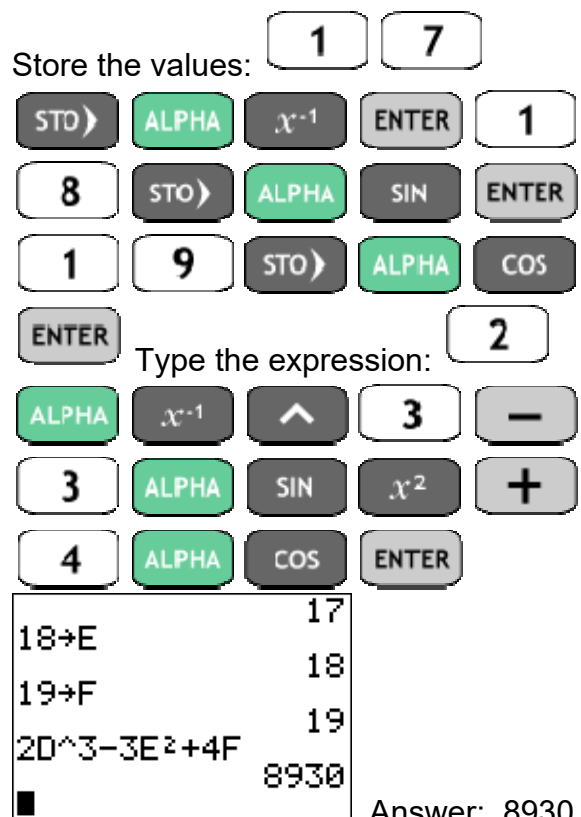 Store the values: 1 7
STO) ALPHA x⁻¹ ENTER 1
8 STO) ALPHA SIN ENTER
1 9 STO) ALPHA COS
ENTER Type the expression: 2
ALPHA x⁻¹ ^ 3 −
3 ALPHA SIN x² +
4 ALPHA COS ENTER
17
18→E
18
19→F
19
2D^3-3E²+4F
8930
Answer: 8930